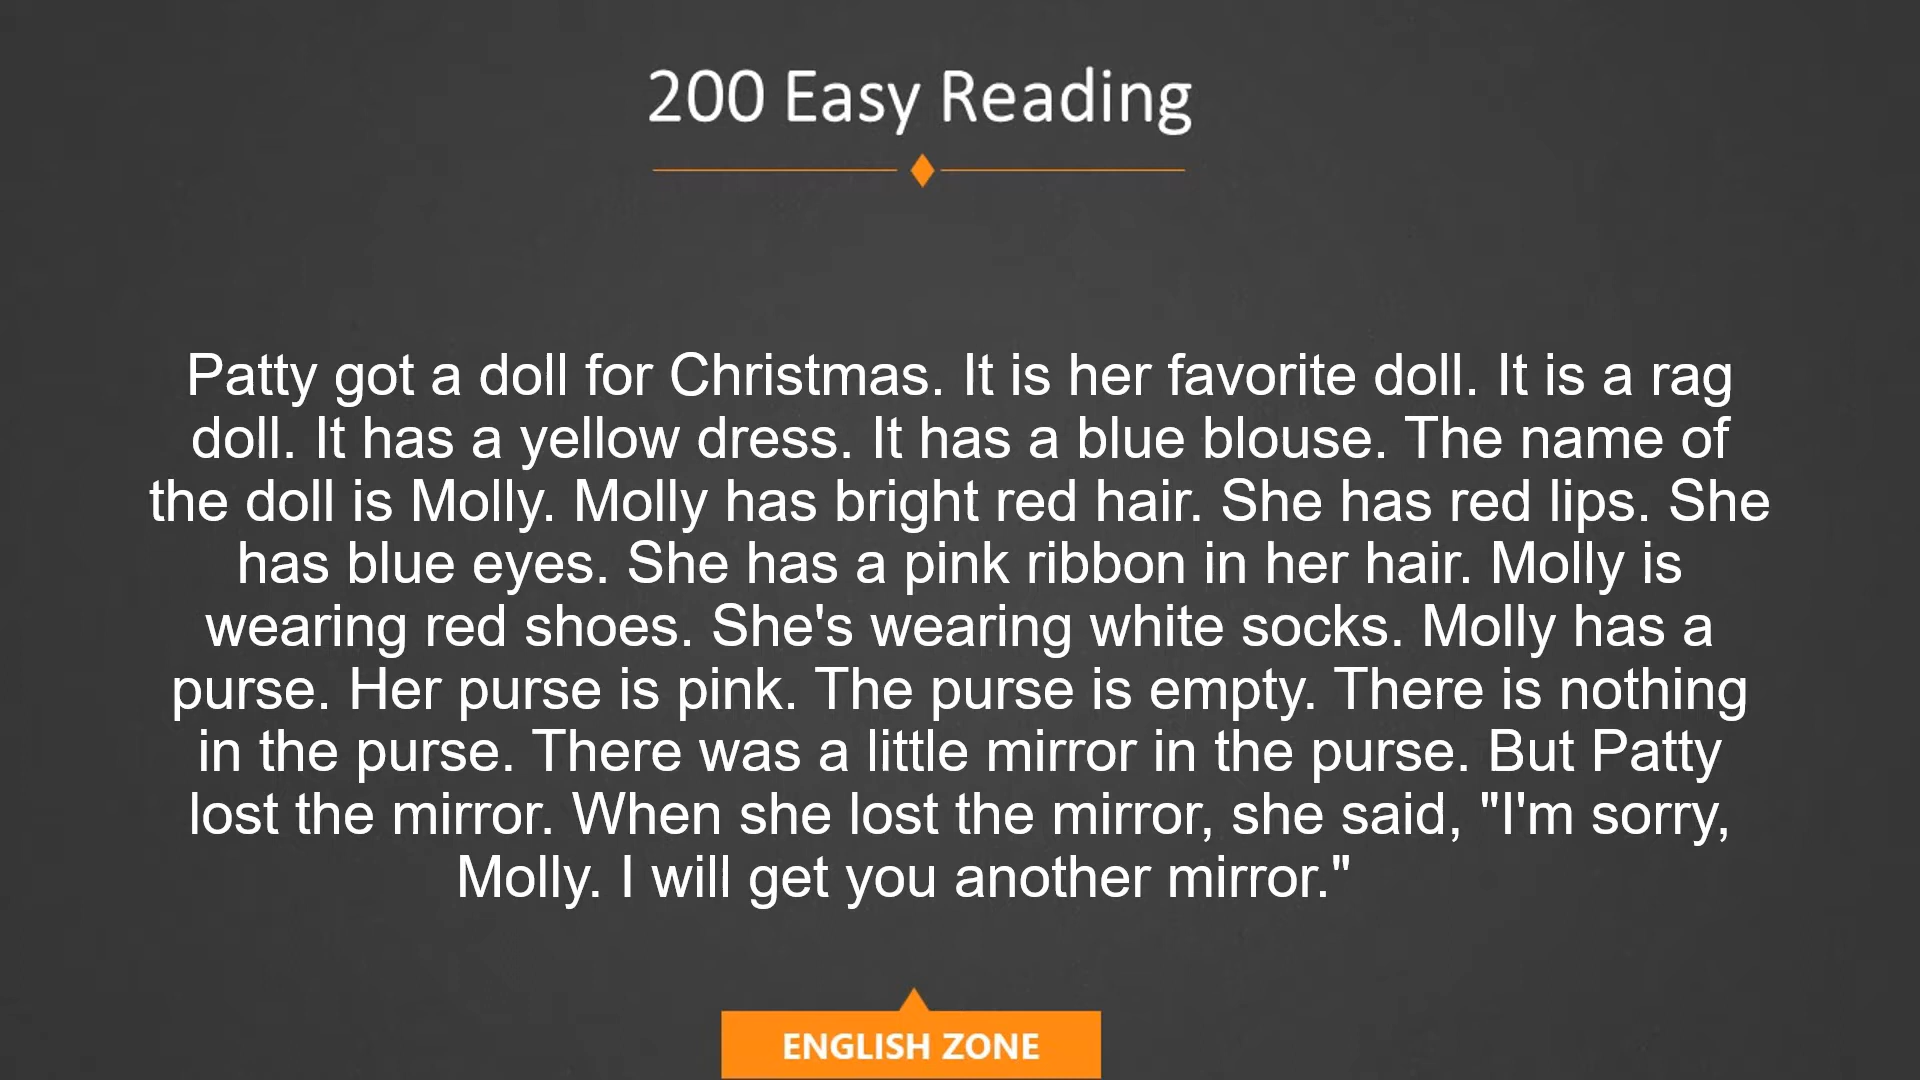 200 Easy Reading
Patty got a doll for Christmas. It is her favorite doll. It is a rag
doll. It has a yellow dress. It has a blue blouse. The name of
the doll is Molly. Molly has bright red hair. She has red lips. She
has blue eyes. She has a pink ribbon in her hair. Molly is
wearing red shoes. She's wearing white socks. Molly has a
purse. Her purse is pink. The purse is empty. There is nothing
in the purse. There was a little mirror in the purse. But Patty
lost the mirror. When she lost the mirror, she said, "I'm sorry,
Molly. I will get you another mirror."
ENGLISH ZONE